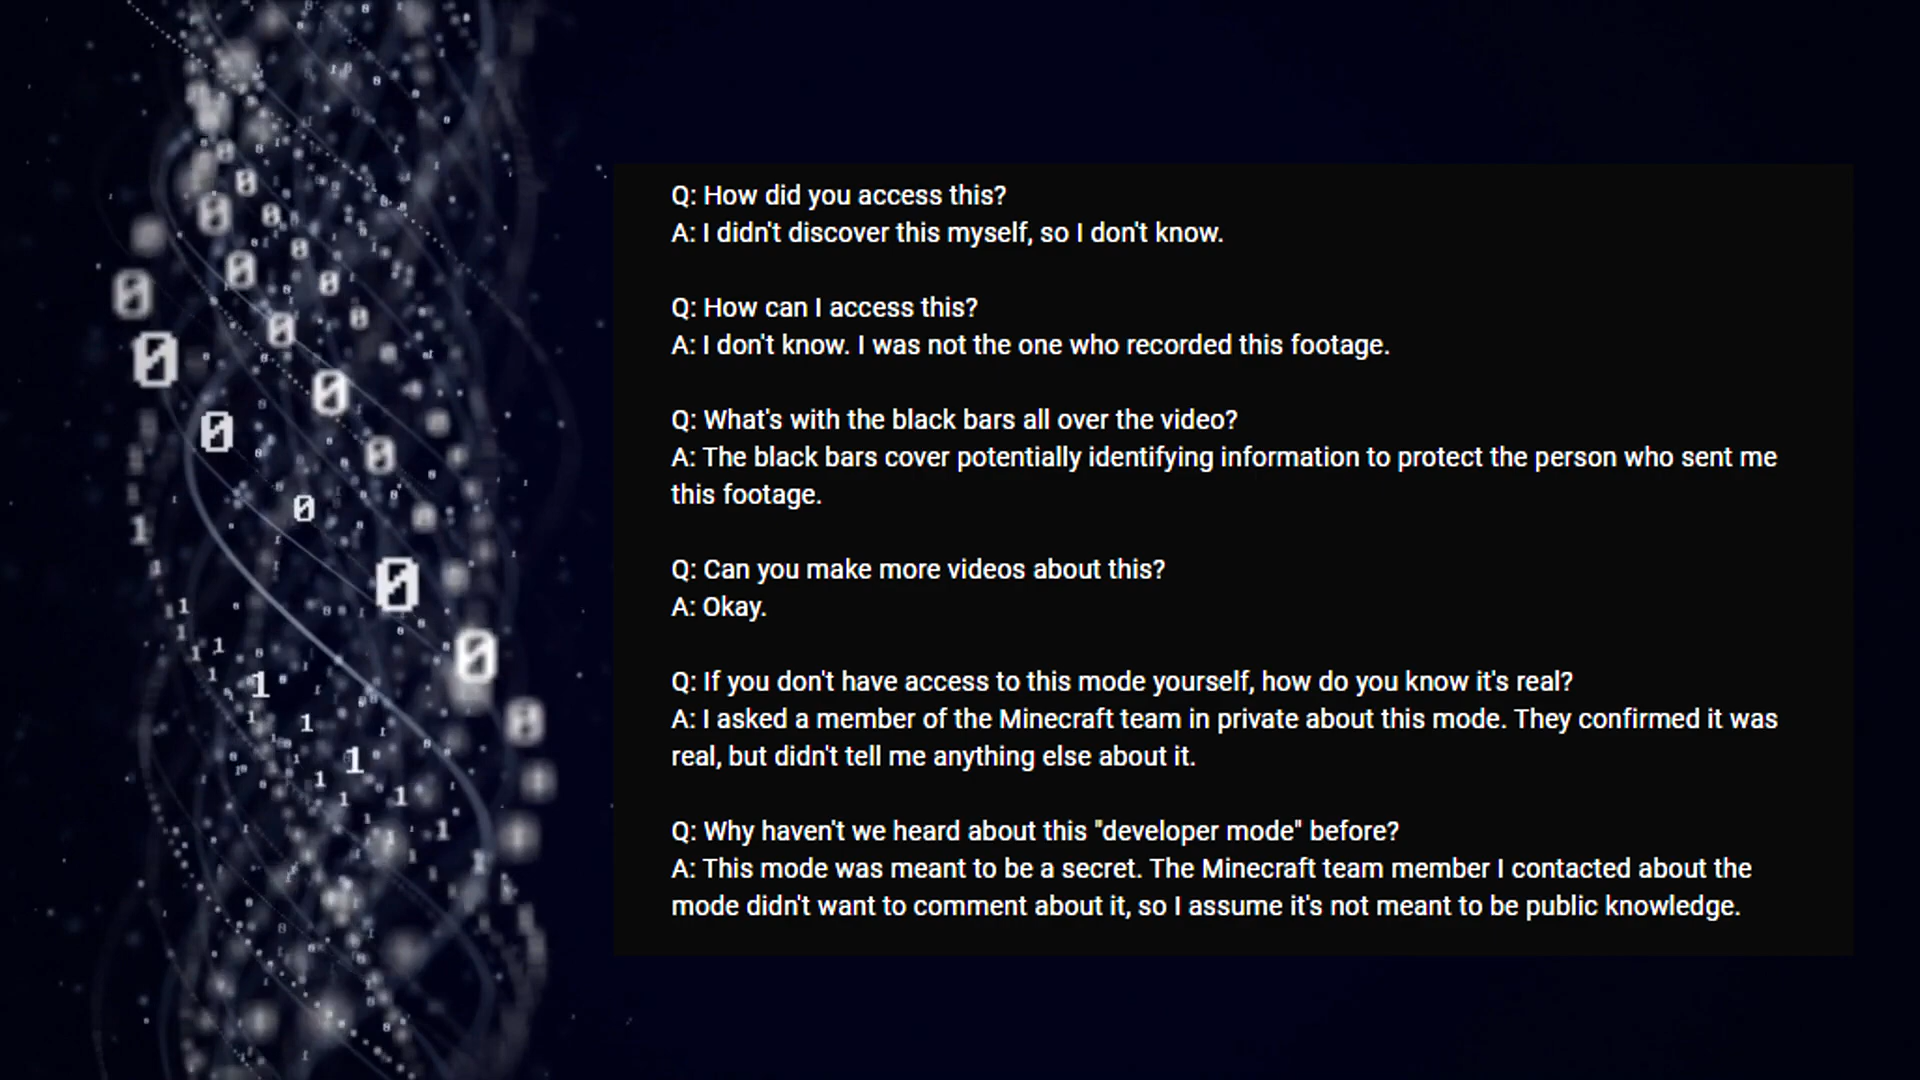 Q: How did you access this?
A: I didn't discover this myself, so I don't know.
Q: How can I access this?
A: I don't know. I was not the one who recorded this footage.
Q: What's with the black bars all over the video?
A: The black bars cover potentially identifying information to protect the person who sent me
this footage.
Q: Can you make more videos about this?
A: Okay.
Q: If you don't have access to this mode yourself, how do you know it's real?
A: I asked a member of the Minecraft team in private about this mode. They confirmed it was
real, but didn't tell me anything else about it.
Q: Why haven't we heard about this "developer mode" before?
A: This mode was meant to be a secret. The Minecraft team member I contacted about the
mode didn't want to comment about it, so I assume it's not meant to be public knowledge.